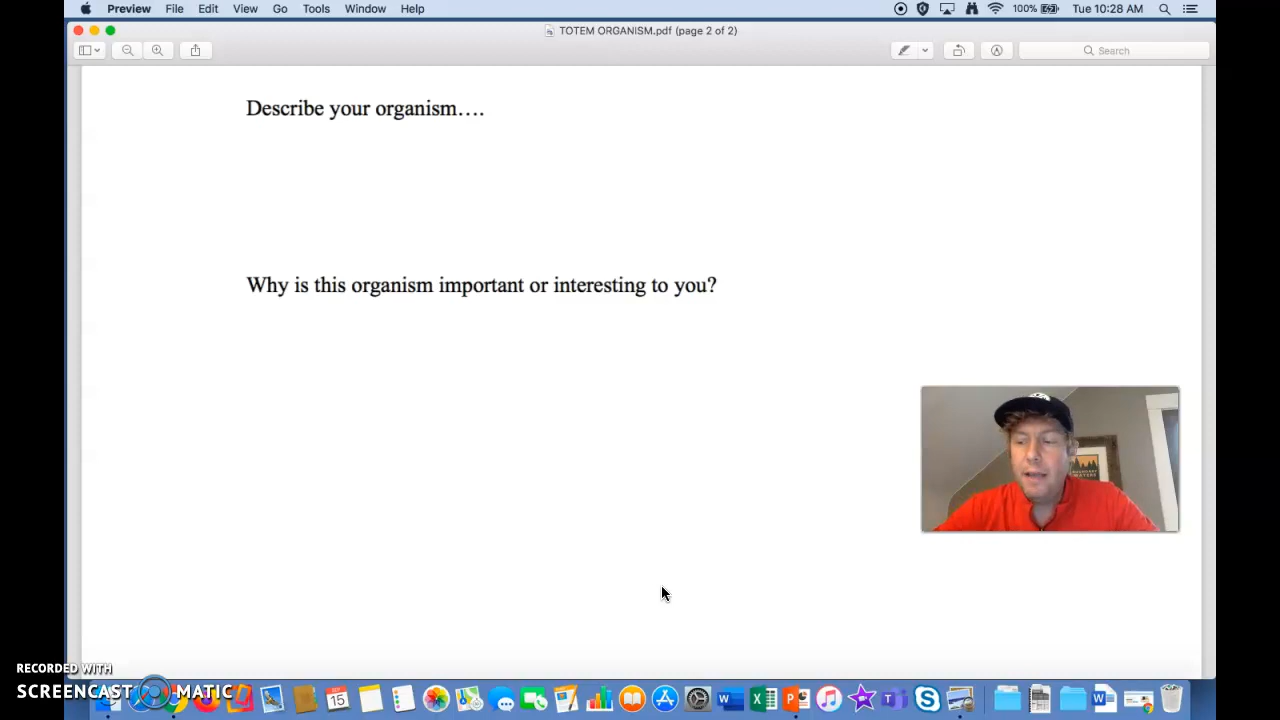 Preview File Edit View Go Tools Window Help 100% Tue 10:28 AM
TOTEM ORGANISM.pdf (page 2 of 2)
Search
Describe your organism….
Why is this organism important or interesting to you?
RECORDED WITH
SCREENCAST MATIC
15